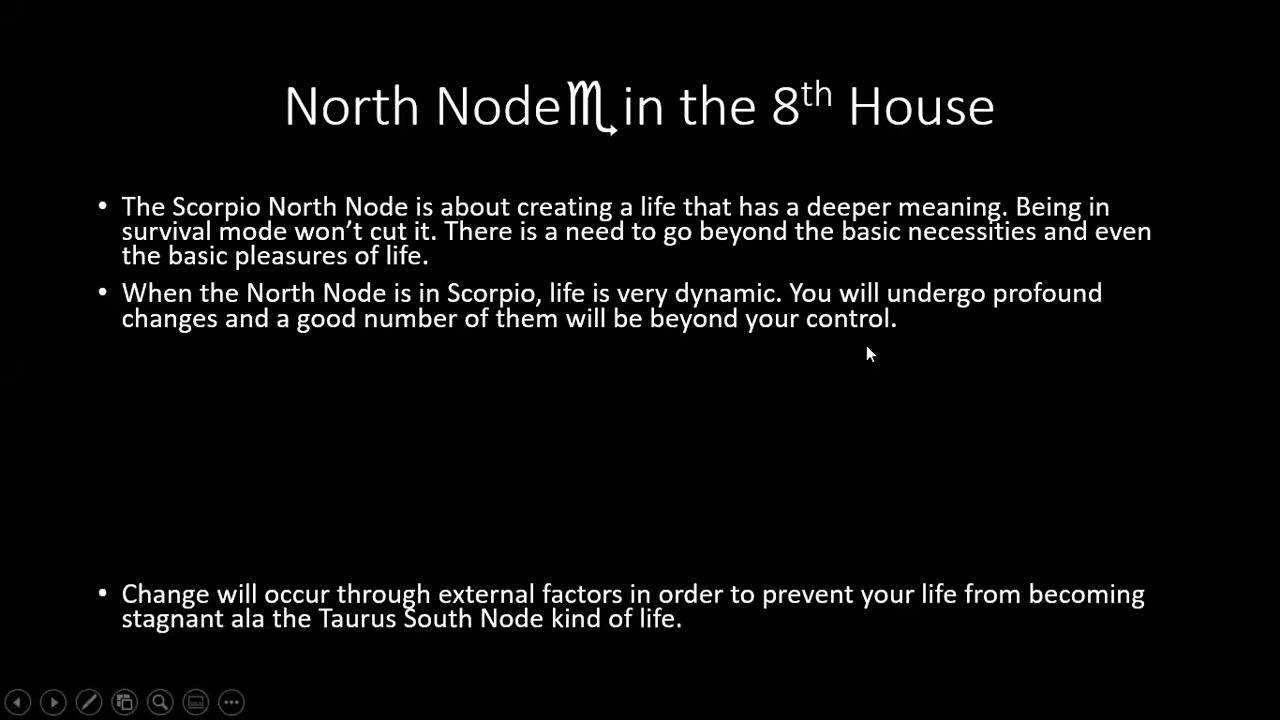 North Node♏in the 8th House
• The Scorpio North Node is about creating a life that has a deeper meaning. Being in
survival mode won’t cut it. There is a need to go beyond the basic necessities and even
the basic pleasures of life.
• When the North Node is in Scorpio, life is very dynamic. You will undergo profound
changes and a good number of them will be beyond your control.
• Change will occur through external factors in order to prevent your life from becoming
stagnant ala the Taurus South Node kind of life.